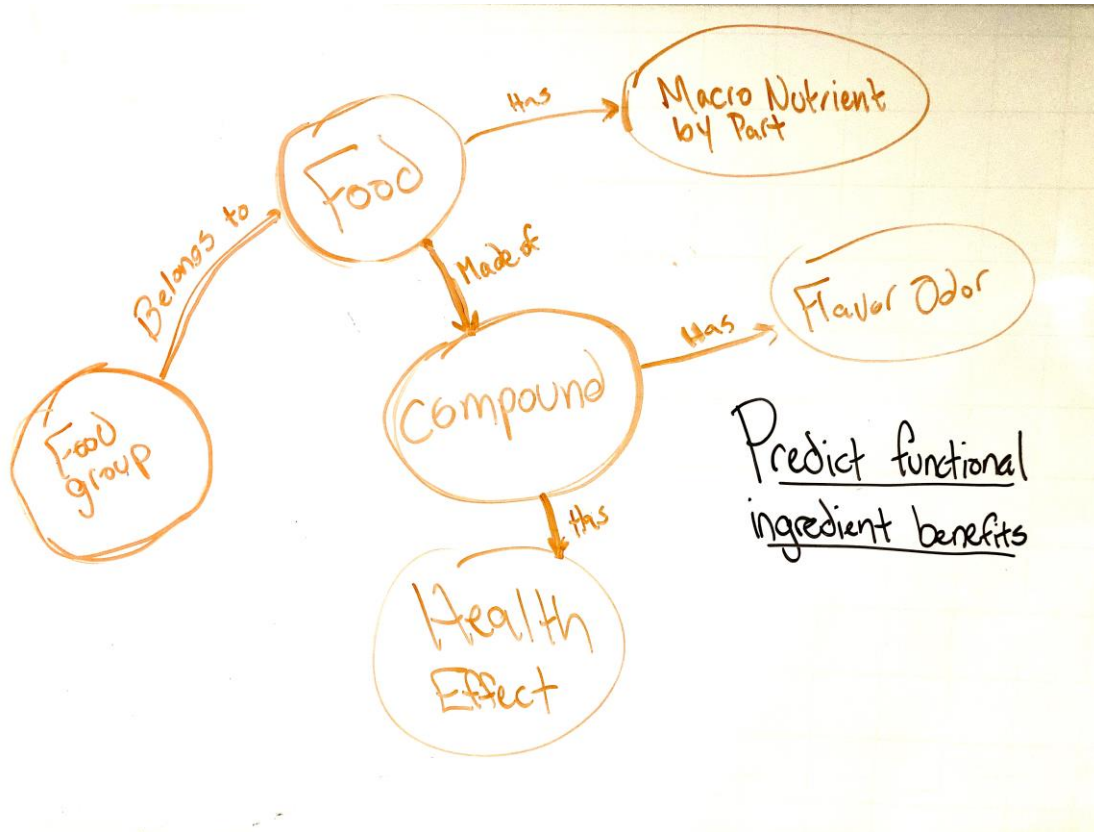 Has
Macro Nutrient
by Part
Food
Belongs to
Made of
Has
Flavor Odor
Compound
Food
group
Predict functional
ingredient benefits
Has
Health
Effect